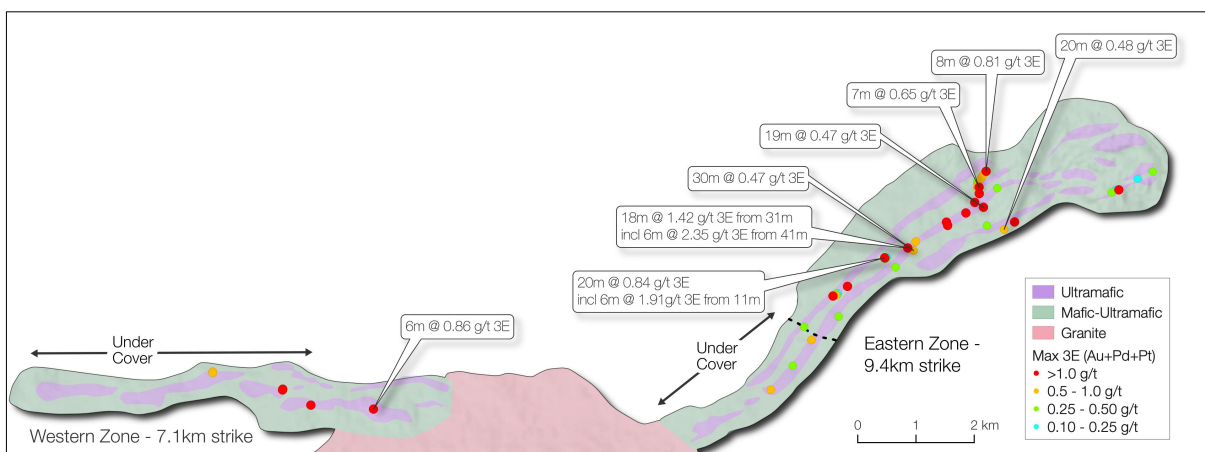 20m @ 0.48 g/t 3E
8m @ 0.81 g/t 3E
7m @ 0.65 g/t 3E
19m @ 0.47 g/t 3E
30m @ 0.47 g/t 3E
18m @ 1.42 g/t 3E from 31m
incl 6m @ 2.35 g/t 3E from 41m
20m @ 0.84 g/t 3E
incl 6m @ 1.91g/t 3E from 11m
6m @ 0.86 g/t 3E
Under
Cover
Under
Cover
Eastern Zone -
9.4km strike
Western Zone - 7.1km strike
0 1 2 km
Ultramafic
Mafic-Ultramafic
Granite
Max 3E (Au+Pd+Pt)
>1.0 g/t
0.5 - 1.0 g/t
0.25 - 0.50 g/t
0.10 - 0.25 g/t